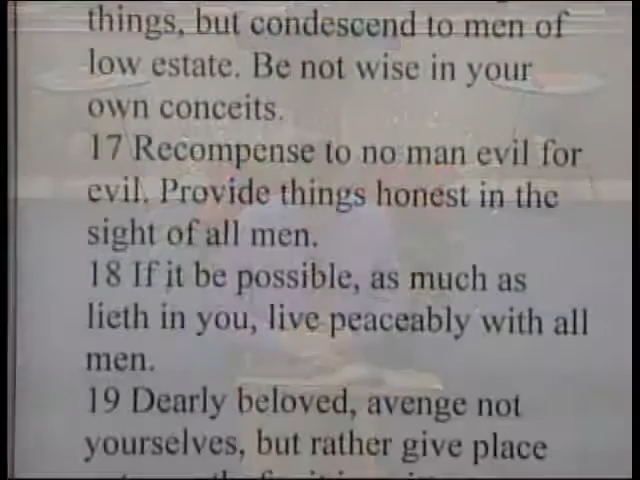 things, but condescend to men of
low estate. Be not wise in your
own conceits.
17 Recompense to no man evil for
evil. Provide things honest in the
sight of all men.
18 If it be possible, as much as
lieth in you, live peaceably with all
men.
19 Dearly beloved, avenge not
yourselves, but rather give place